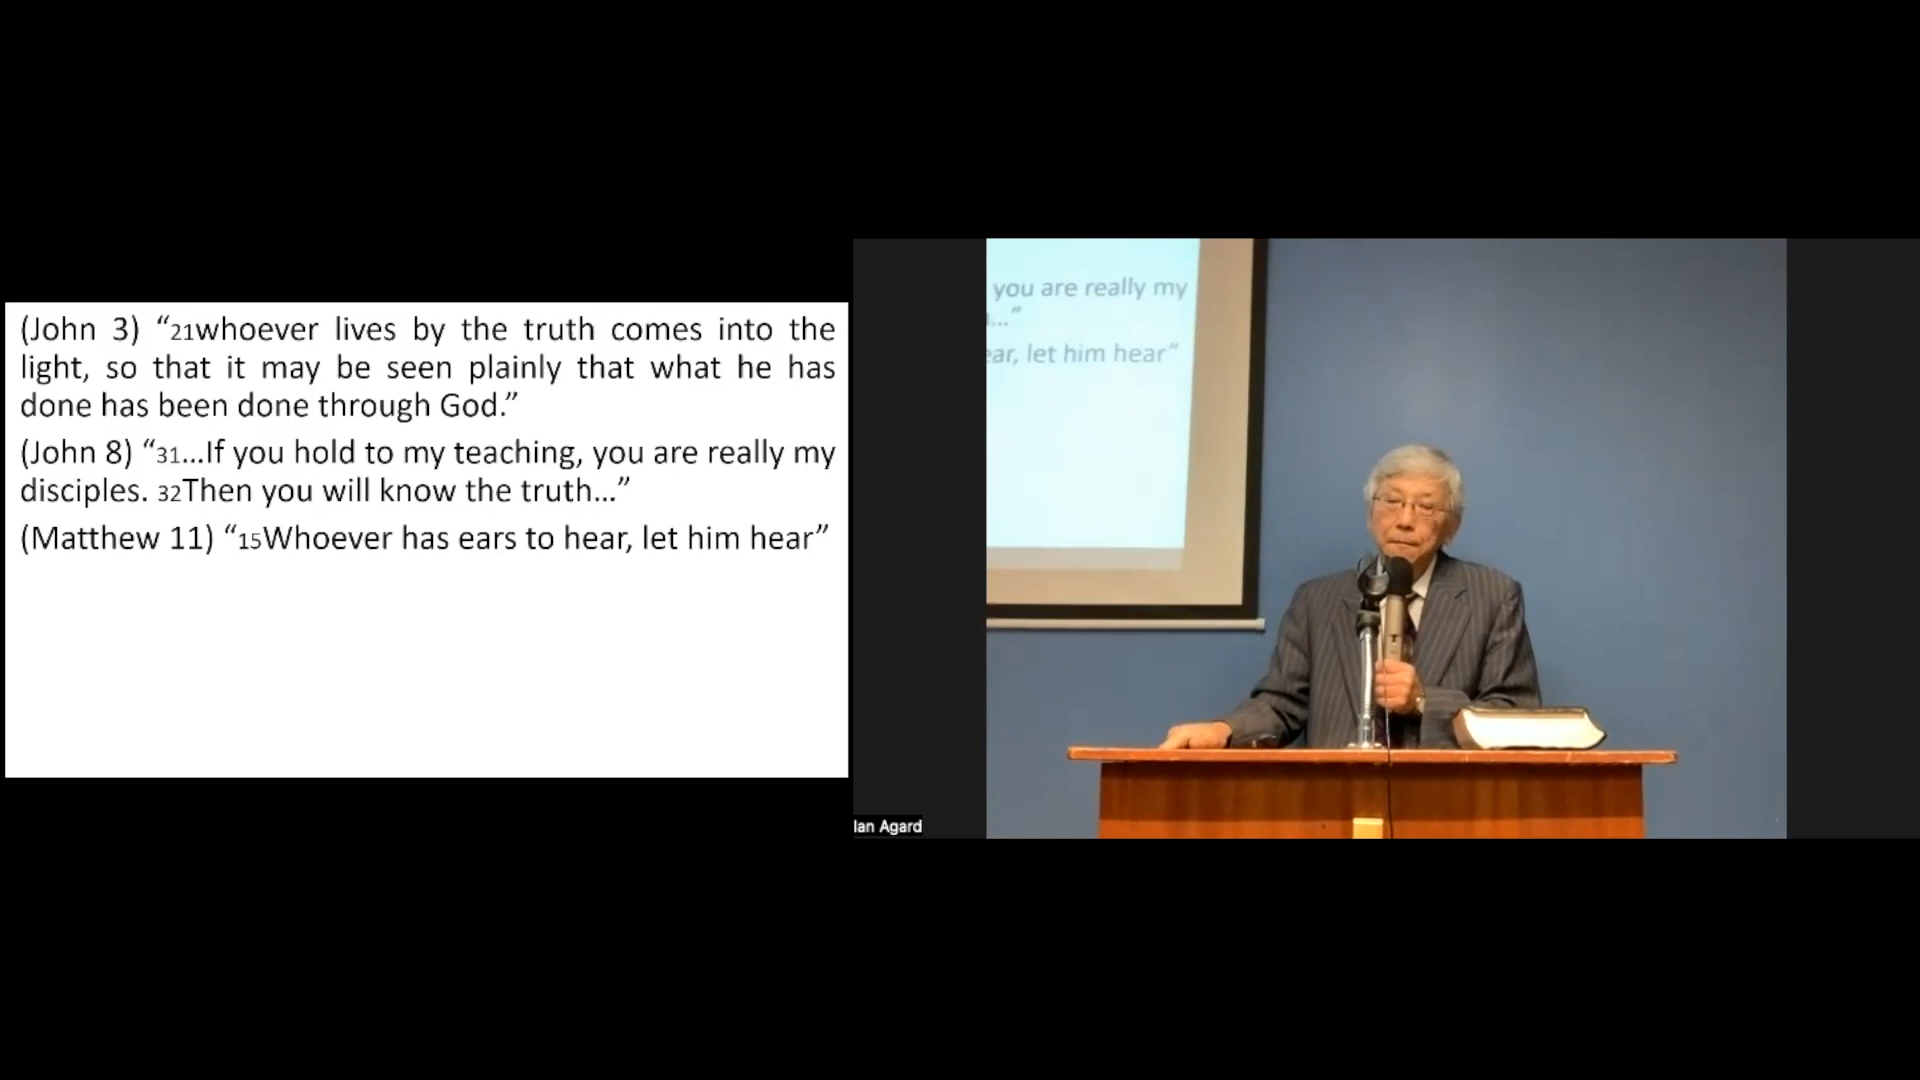 (John 3) “21whoever lives by the truth comes into the
light, so that it may be seen plainly that what he has
done has been done through God.”
(John 8) “31...If you hold to my teaching, you are really my
disciples. 32Then you will know the truth...”
(Matthew 11) “15Whoever has ears to hear, let him hear”
you are really my
...”
ear, let him hear”
Ian Agard